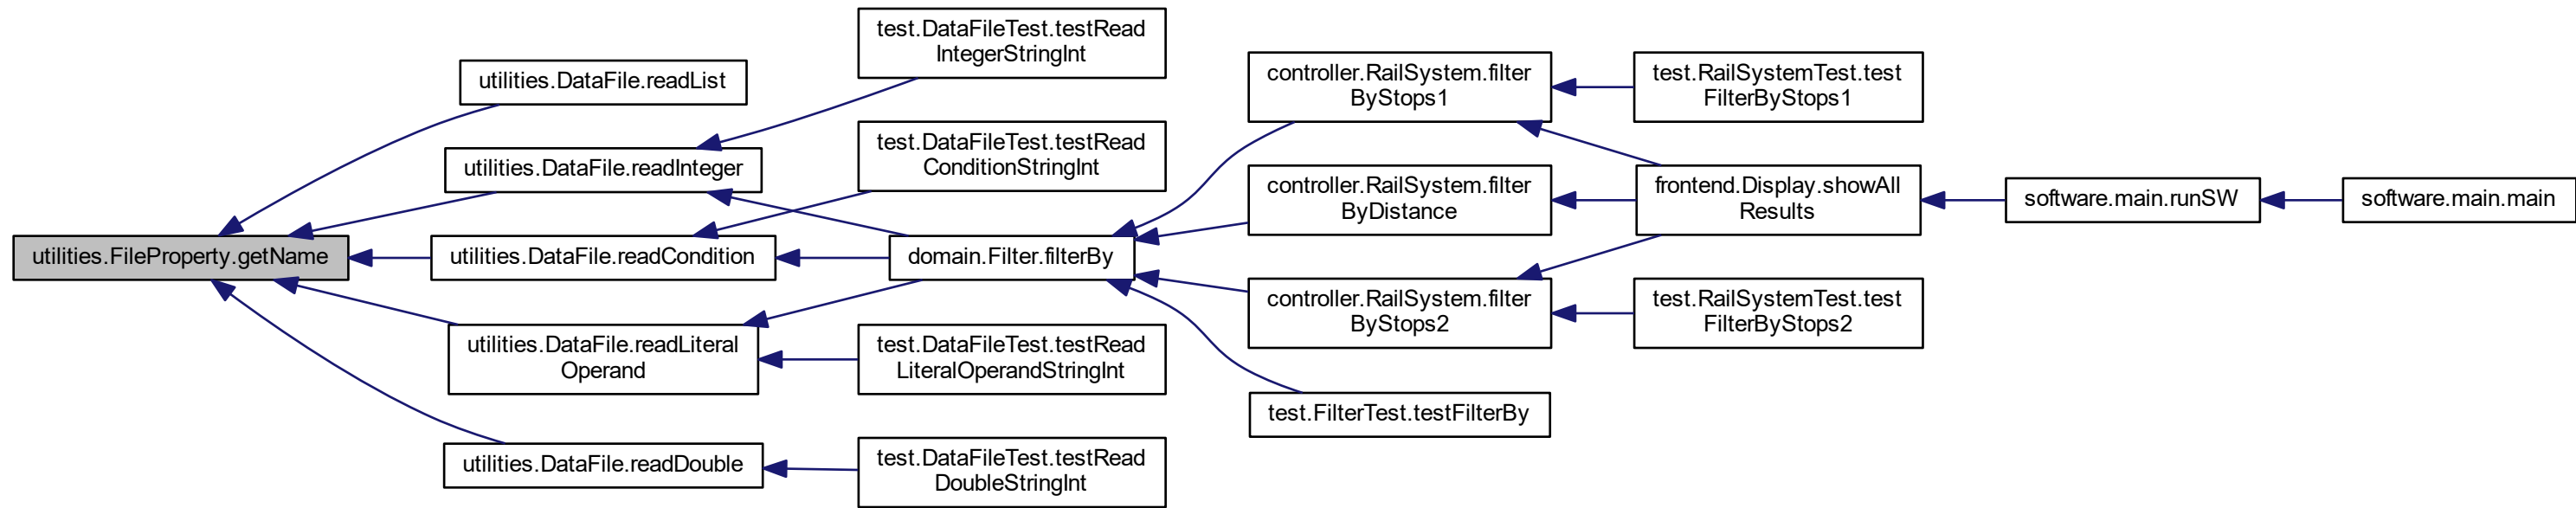 utilities.FileProperty.getName
utilities.DataFile.readList
utilities.DataFile.readInteger
utilities.DataFile.readCondition
utilities.DataFile.readLiteral
Operand
utilities.DataFile.readDouble
test.DataFileTest.testRead
IntegerStringInt
test.DataFileTest.testRead
ConditionStringInt
domain.Filter.filterBy
test.DataFileTest.testRead
LiteralOperandStringInt
test.DataFileTest.testRead
DoubleStringInt
controller.RailSystem.filter
ByStops1
controller.RailSystem.filter
ByDistance
controller.RailSystem.filter
ByStops2
test.FilterTest.testFilterBy
test.RailSystemTest.test
FilterByStops1
frontend.Display.showAll
Results
test.RailSystemTest.test
FilterByStops2
software.main.runSW
software.main.main